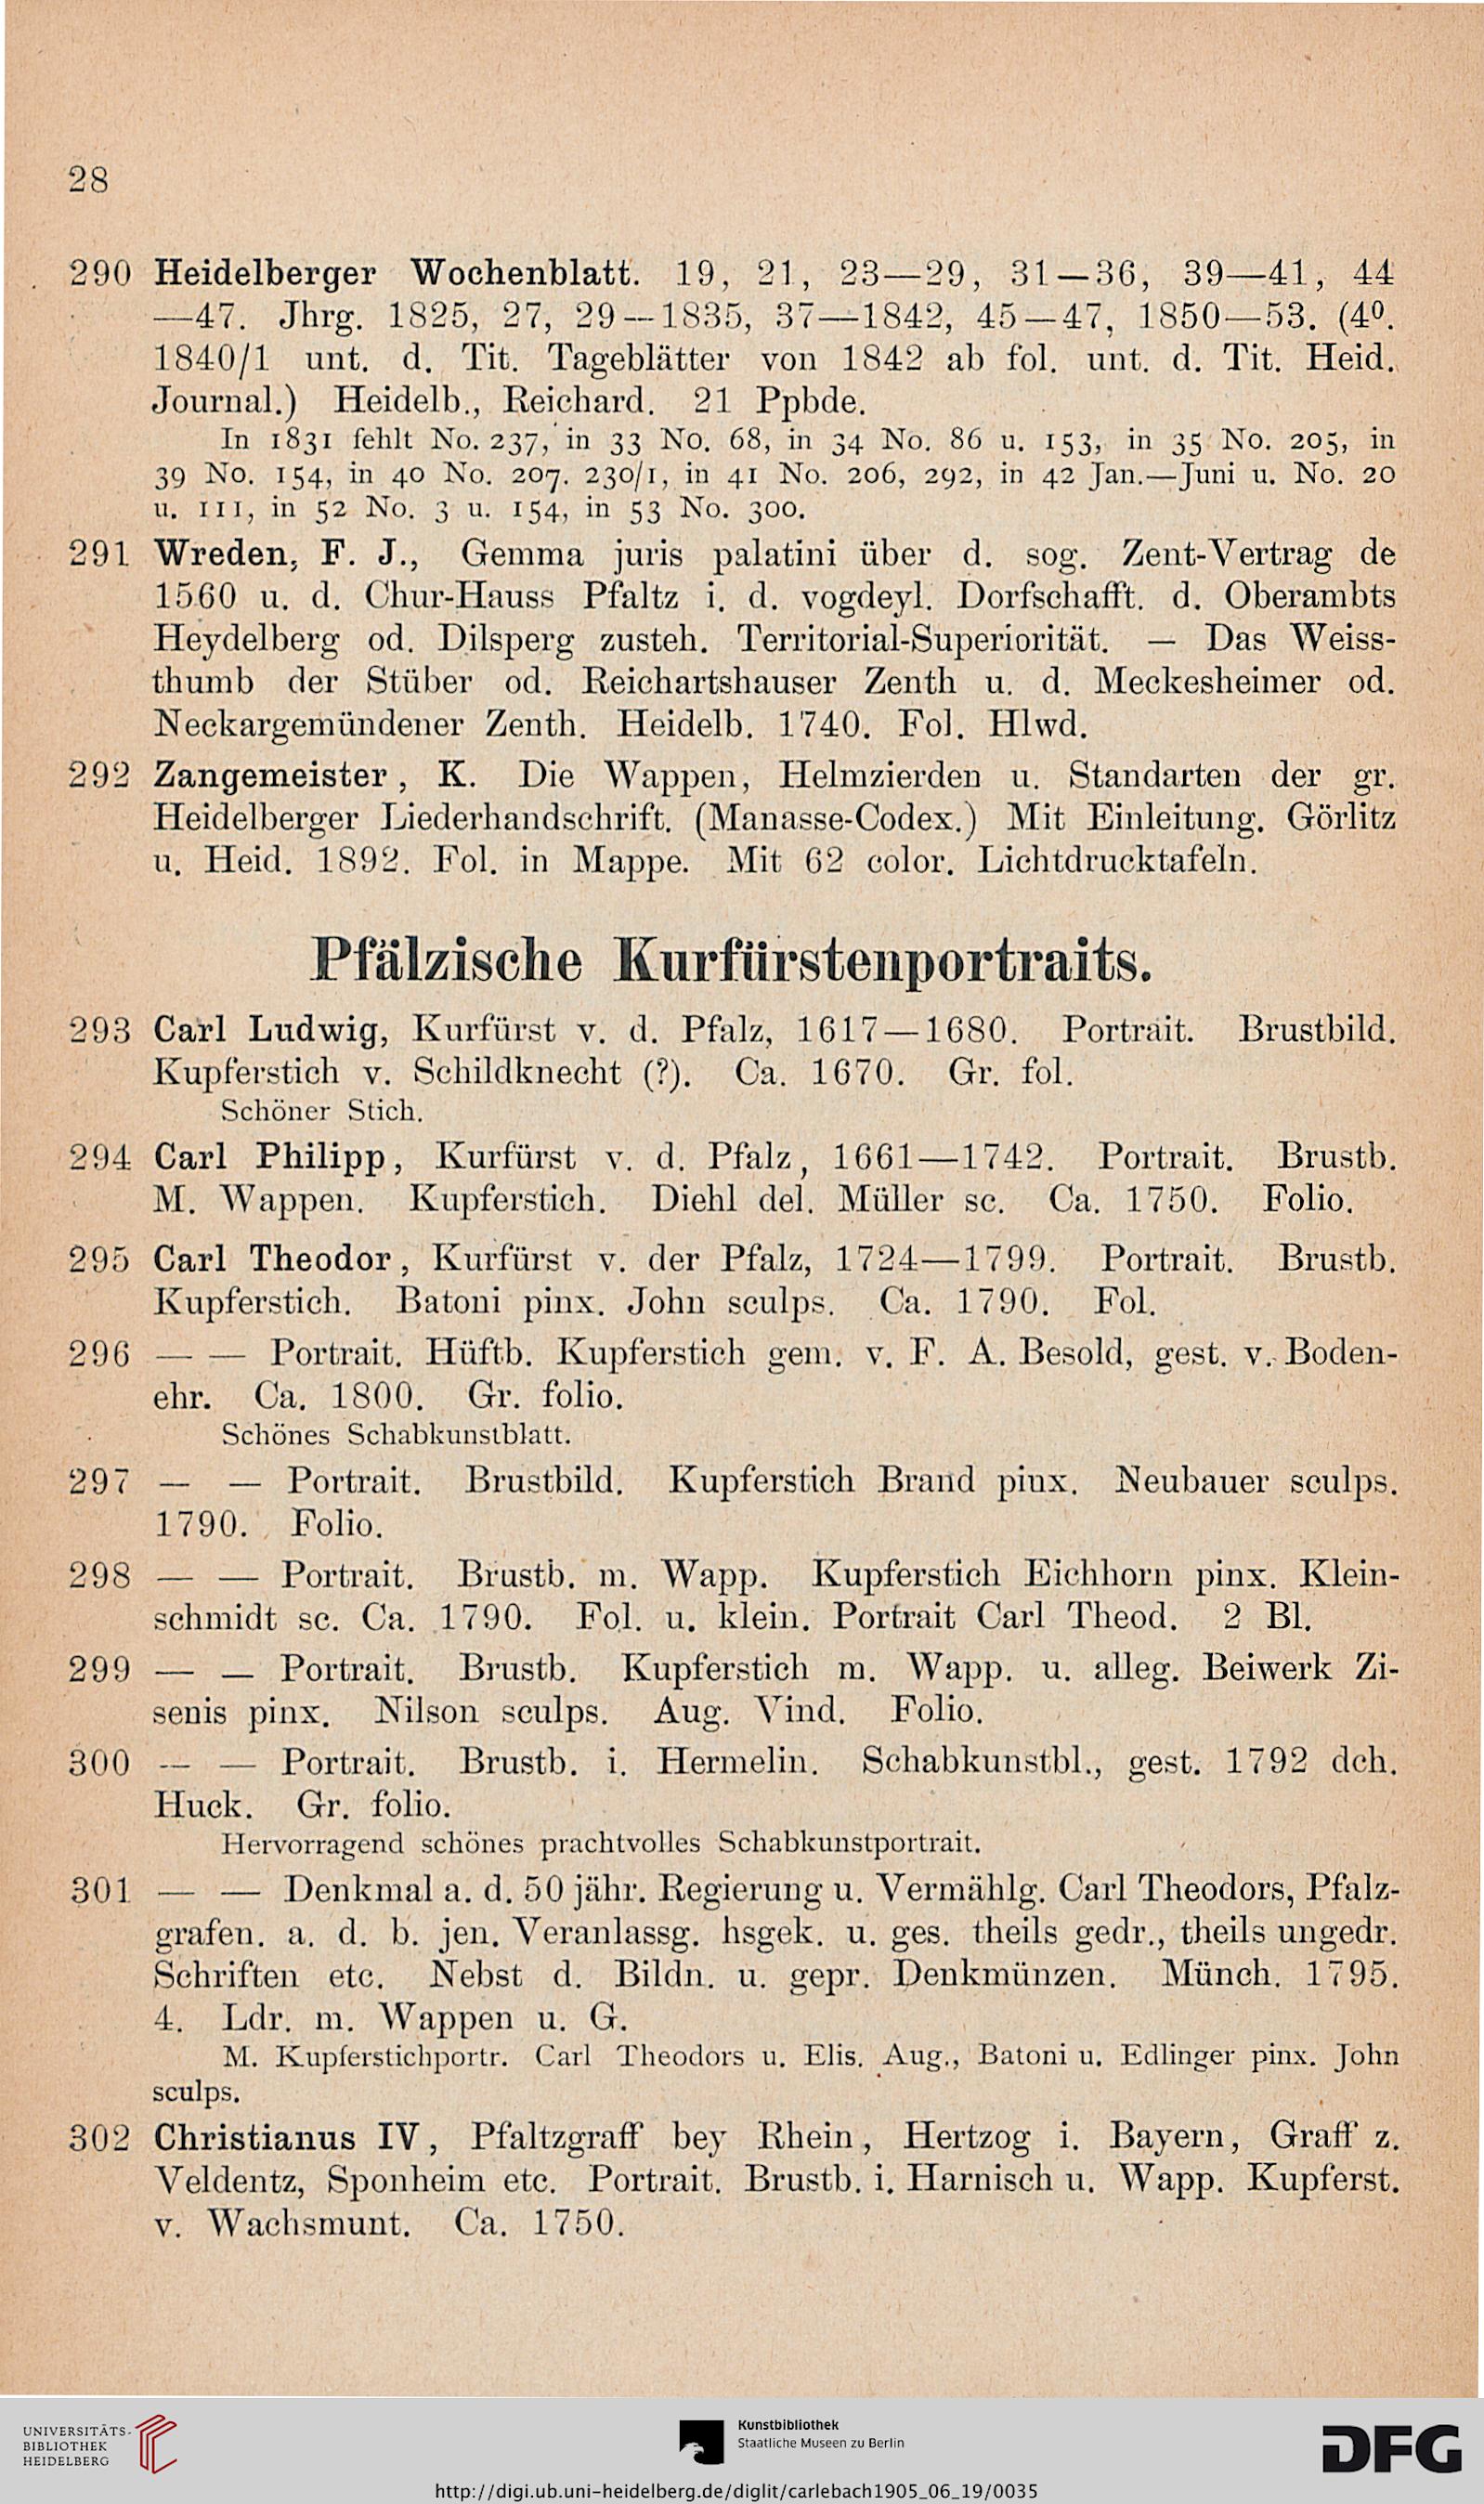 28
290 Heidelberger Wochenblatt. 19, 21, 23—29, 31—36, 39—41, 44
—47. Jhrg. 1825, 27, 29—1835, 37—1842, 45—47, 1850—53. (4⁰.
1840/1 unt. d. Tit. Tageblätter von 1842 ab fol. unt. d. Tit. Heid.
Journal.) Heidelb., Reichard. 21 Ppbde.
In 1831 fehlt No. 237, in 33 No. 68, in 34 No. 86 u. 153, in 35 No. 205, in
39 No. 154, in 40 No. 207. 230/1, in 41 No. 206, 292, in 42 Jan.—Juni u. No. 20
u. 111, in 52 No. 3 u. 154, in 53 No. 300.
291 Wreden, F. J., Gemma juris palatini über d. sog. Zent-Vertrag de
1560 u. d. Chur-Hauss Pfaltz i. d. vogdeyl. Dorfschafft. d. Oberambts
Heydelberg od. Dilsperg zusteh. Territorial-Superiorität. — Das Weiss-
thumb der Stüber od. Reichartshauser Zenth u. d. Meckesheimer od.
Neckargemündener Zenth. Heidelb. 1740. Fol. Hlwd.
292 Zangemeister, K. Die Wappen, Helmzierden u. Standarten der gr.
Heidelberger Liederhandschrift. (Manasse-Codex.) Mit Einleitung. Görlitz
u. Heid. 1892. Fol. in Mappe. Mit 62 color. Lichtdrucktafeln.
Pfälzische Kurfürstenportraits.
293 Carl Ludwig, Kurfürst v. d. Pfalz, 1617—1680. Portrait. Brustbild.
Kupferstich v. Schildknecht (?). Ca. 1670. Gr. fol.
Schöner Stich.
294 Carl Philipp, Kurfürst v. d. Pfalz, 1661—1742. Portrait. Brustb.
M. Wappen. Kupferstich. Diehl del. Müller sc. Ca. 1750. Folio.
295 Carl Theodor, Kurfürst v. der Pfalz, 1724—1799. Portrait. Brustb.
Kupferstich. Batoni pinx. John sculps. Ca. 1790. Fol.
296 — — Portrait. Hüftb. Kupferstich gem. v. F. A. Besold, gest. v. Boden-
ehr. Ca. 1800. Gr. folio.
Schönes Schabkunstblatt.
297 — — Portrait. Brustbild. Kupferstich Brand pinx. Neubauer sculps.
1790. Folio.
298 — — Portrait. Brustb. m. Wapp. Kupferstich Eichhorn pinx. Klein-
schmidt sc. Ca. 1790. Fol. u. klein. Portrait Carl Theod. 2 Bl.
299 — — Portrait. Brustb. Kupferstich m. Wapp. u. alleg. Beiwerk Zi-
senis pinx. Nilson sculps. Aug. Vind. Folio.
300 — — Portrait. Brustb. i. Hermelin. Schabkunstbl., gest. 1792 dch.
Huck. Gr. folio.
Hervorragend schönes prachtvolles Schabkunstportrait.
301 — — Denkmal a. d. 50 jähr. Regierung u. Vermählg. Carl Theodors, Pfalz-
grafen. a. d. b. jen. Veranlassg. hsgek. u. ges. theils gedr., theils ungedr.
Schriften etc. Nebst d. Bildn. u. gepr. Denkmünzen. Münch. 1795.
4. Ldr. m. Wappen u. G.
M. Kupferstichportr. Carl Theodors u. Elis. Aug., Batoni u. Edlinger pinx. John
sculps.
302 Christianus IV, Pfaltzgraff bey Rhein, Hertzog i. Bayern, Graff z.
Veldentz, Sponheim etc. Portrait. Brustb. i. Harnisch u. Wapp. Kupferst.
v. Wachsmunt. Ca. 1750.
UNIVERSITÄTS-
BIBLIOTHEK
HEIDELBERG
Kunstbibliothek
Staatliche Museen zu Berlin
DFG
http://digi.ub.uni-heidelberg.de/diglit/carlebach1905_06_19/0035